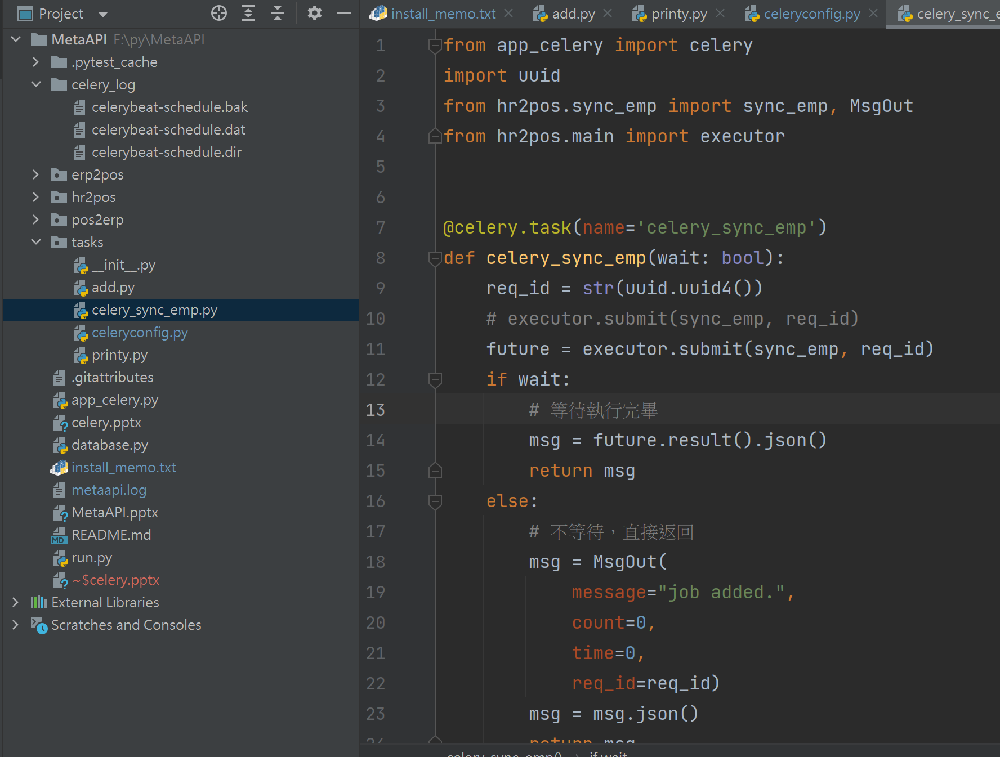 Project
MetaAPI F:\py\MetaAPI
.pytest_cache
celery_log
celerybeat-schedule.bak
celerybeat-schedule.dat
celerybeat-schedule.dir
erp2pos
hr2pos
pos2erp
tasks
__init__.py
add.py
celery_sync_emp.py
celeryconfig.py
printy.py
.gitattributes
app_celery.py
celery.pptx
database.py
install_memo.txt
metaapi.log
MetaAPI.pptx
README.md
run.py
~$celery.pptx
External Libraries
Scratches and Consoles
install_memo.txt add.py printy.py celeryconfig.py celery_sync_e
1 from app_celery import celery
2 import uuid
3 from hr2pos.sync_emp import sync_emp, MsgOut
4 from hr2pos.main import executor
5
6
7 @celery.task(name='celery_sync_emp')
8 def celery_sync_emp(wait: bool):
9 req_id = str(uuid.uuid4())
10 # executor.submit(sync_emp, req_id)
11 future = executor.submit(sync_emp, req_id)
12 if wait:
13 # 等待執行完畢
14 msg = future.result().json()
15 return msg
16 else:
17 # 不等待，直接返回
18 msg = MsgOut(
19 message="job added.",
20 count=0,
21 time=0,
22 req_id=req_id)
23 msg = msg.json()
24 return msg
celery_sync_emp() › if wait